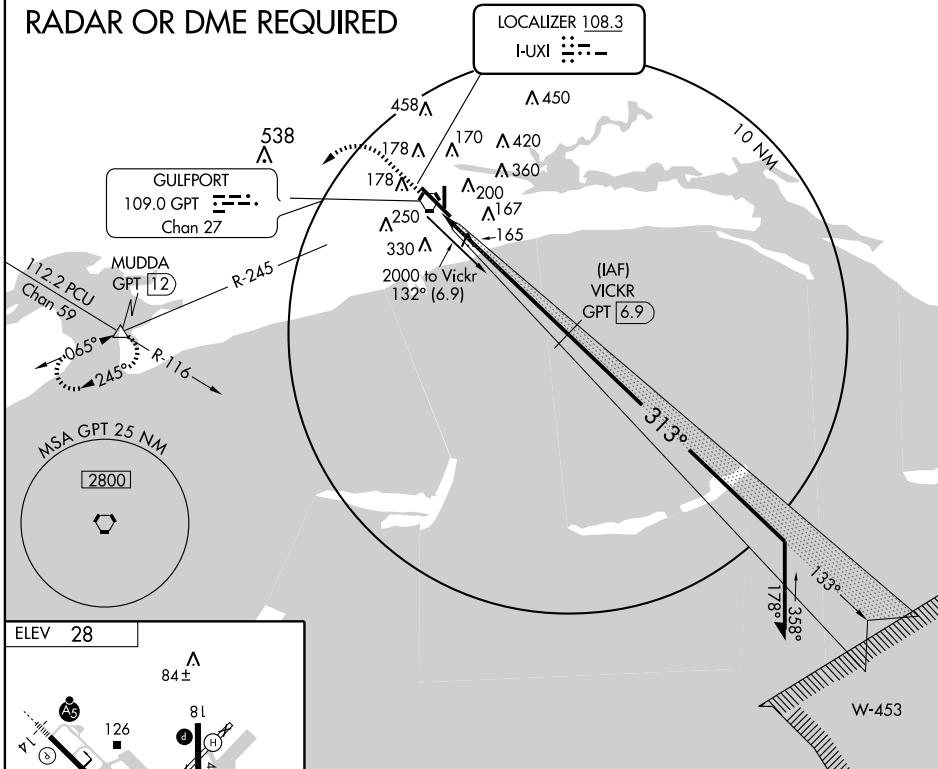 RADAR OR DME REQUIRED
LOCALIZER 108.3
I-UXI
458
450
10 NM
538
178
170
420
360
178
200
GULFPORT
109.0 GPT
Chan 27
250
167
165
330
2000 to Vickr
132° (6.9)
(IAF)
VICKR
GPT 6.9
MUDDA
GPT 12
R-245
112.2 PCU
Chan 59
065°
245°
R-116
313°
MSA GPT 25 NM
2800
133°
178°
358°
W-453
ELEV 28
84±
A5
126
18
P
H
14
P
4